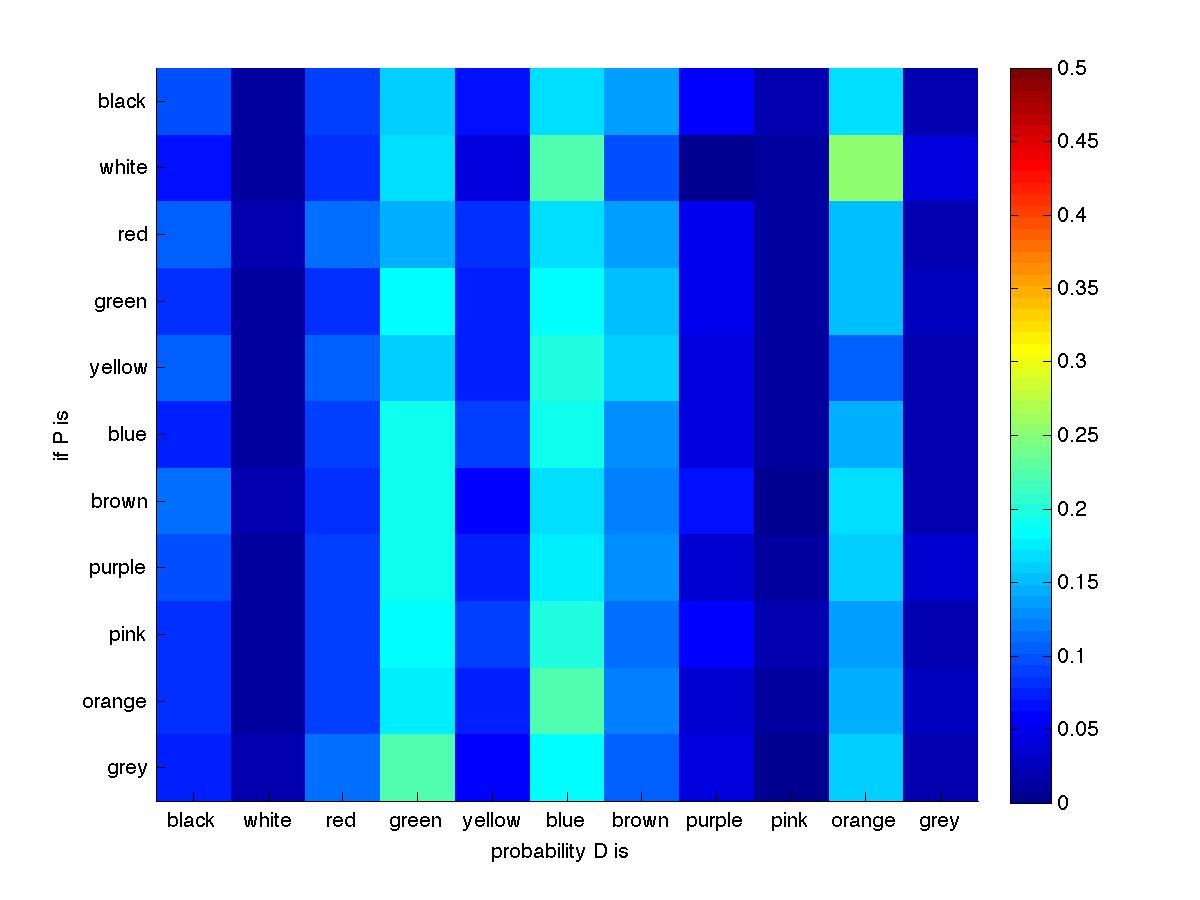 black
white
red
green
yellow
blue
brown
purple
pink
orange
grey
if P is
black white red green yellow blue brown purple pink orange grey
probability D is
0.5
0.45
0.4
0.35
0.3
0.25
0.2
0.15
0.1
0.05
0